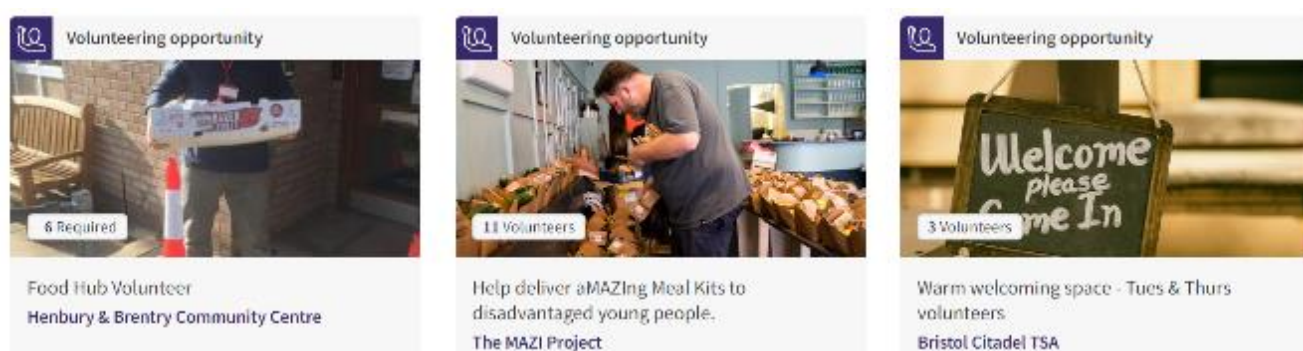 Volunteering opportunity
6 Required
Food Hub Volunteer
Henbury & Brentry Community Centre
Volunteering opportunity
11 Volunteers
Help deliver aMAZIng Meal Kits to
disadvantaged young people.
The MAZI Project
Volunteering opportunity
Welcome
please
Come In
3 Volunteers
Warm welcoming space - Tues & Thurs
volunteers
Bristol Citadel TSA